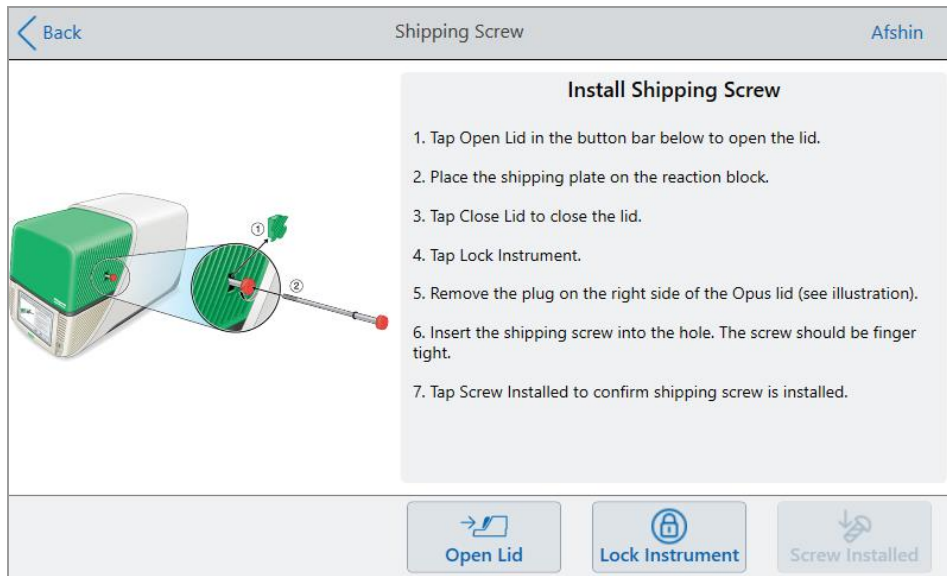 Back
Shipping Screw
Afshin
Install Shipping Screw
1. Tap Open Lid in the button bar below to open the lid.
2. Place the shipping plate on the reaction block.
3. Tap Close Lid to close the lid.
4. Tap Lock Instrument.
5. Remove the plug on the right side of the Opus lid (see illustration).
6. Insert the shipping screw into the hole. The screw should be finger
tight.
7. Tap Screw Installed to confirm shipping screw is installed.
①
②
Open Lid
Lock Instrument
Screw Installed